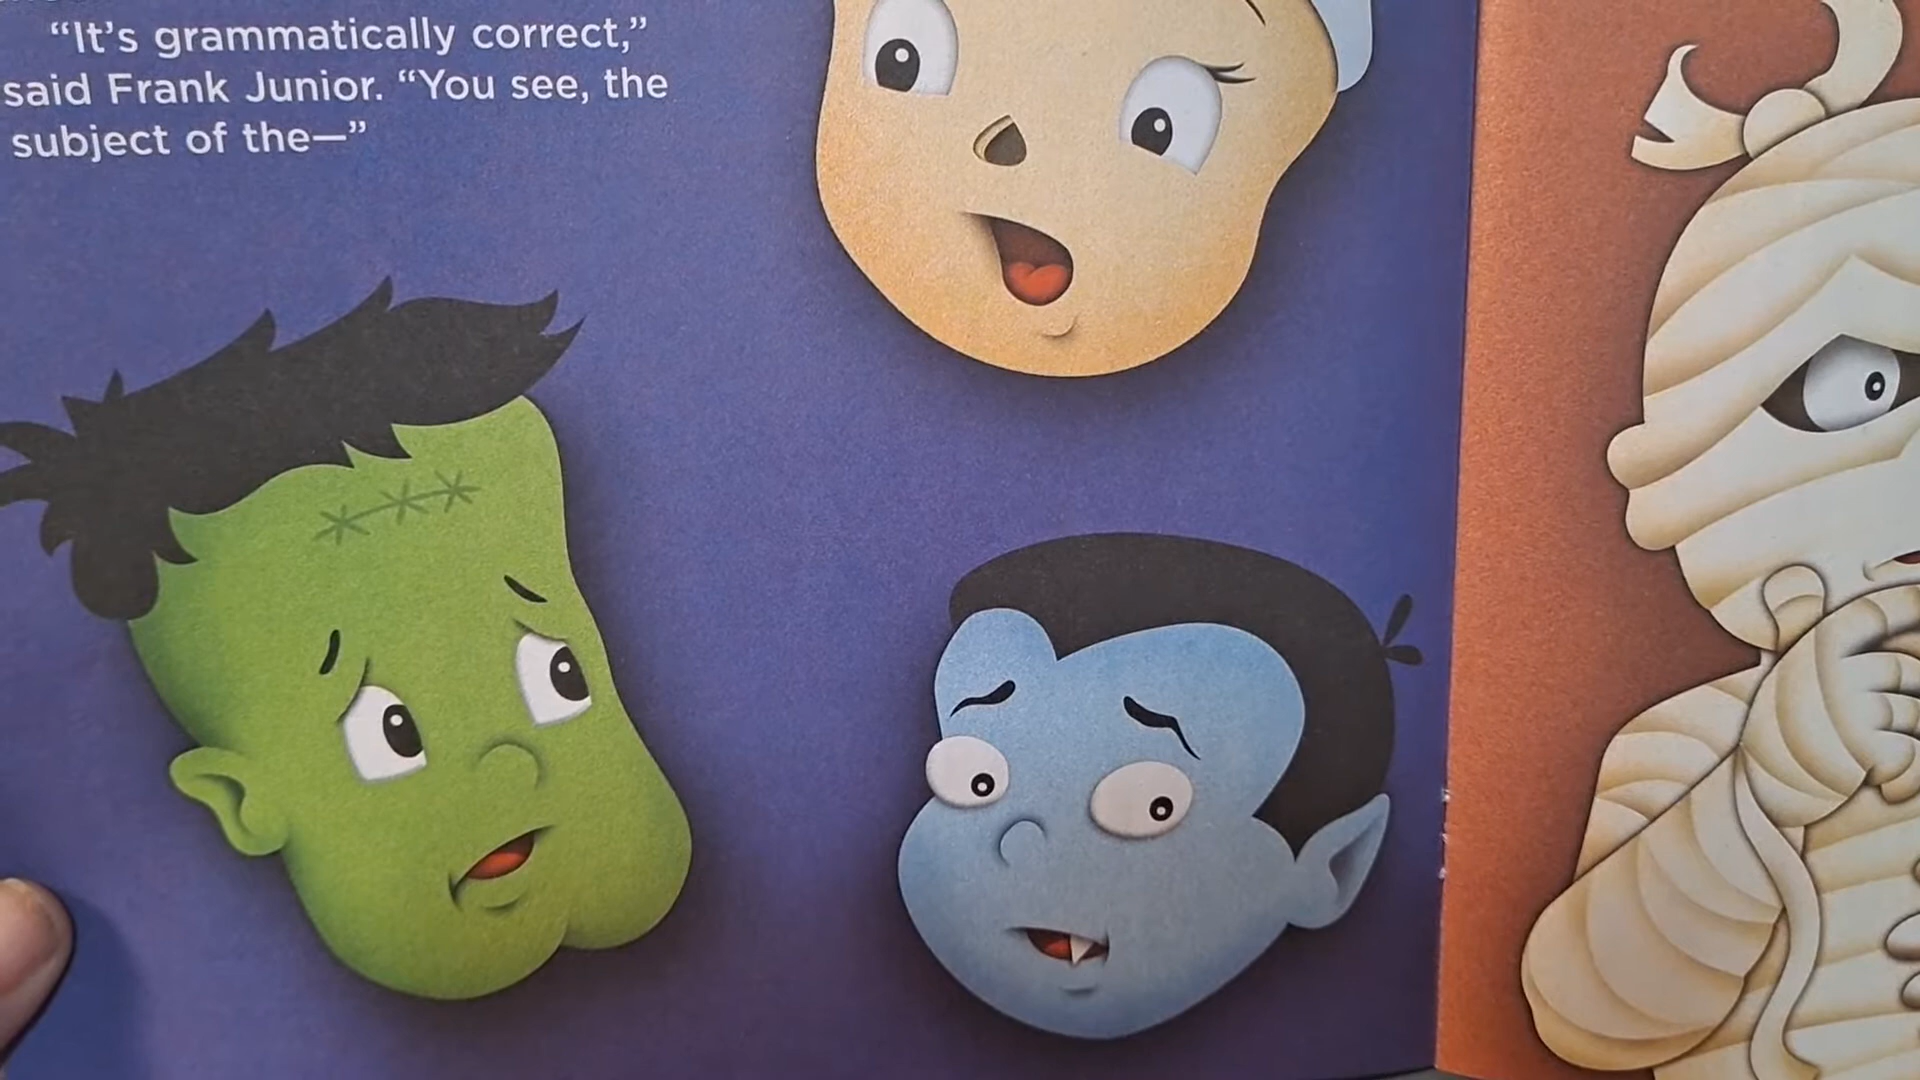 “It’s grammatically correct,”
said Frank Junior. “You see, the
subject of the—”